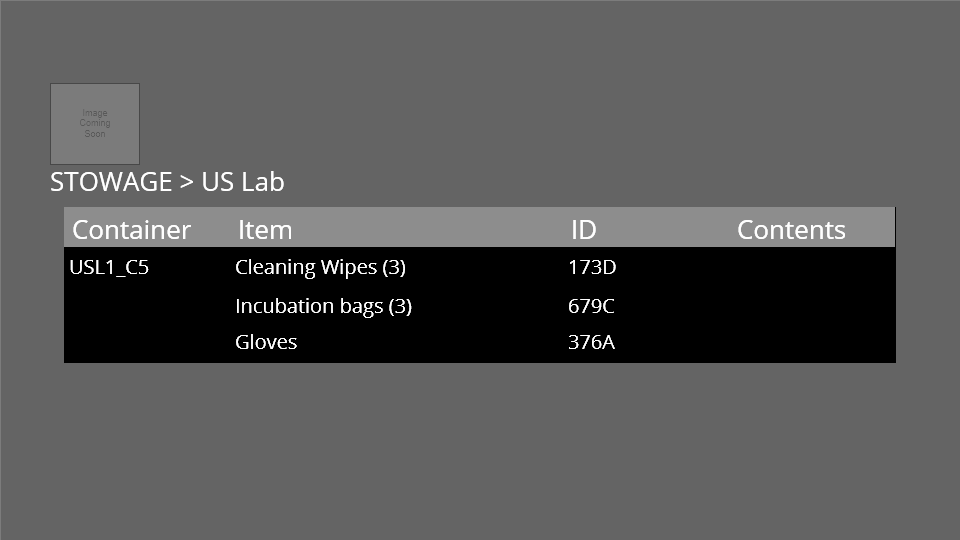 Image
Coming
Soon
STOWAGE > US Lab
Container Item ID Contents
USL1_C5 Cleaning Wipes (3) 173D
Incubation bags (3) 679C
Gloves 376A